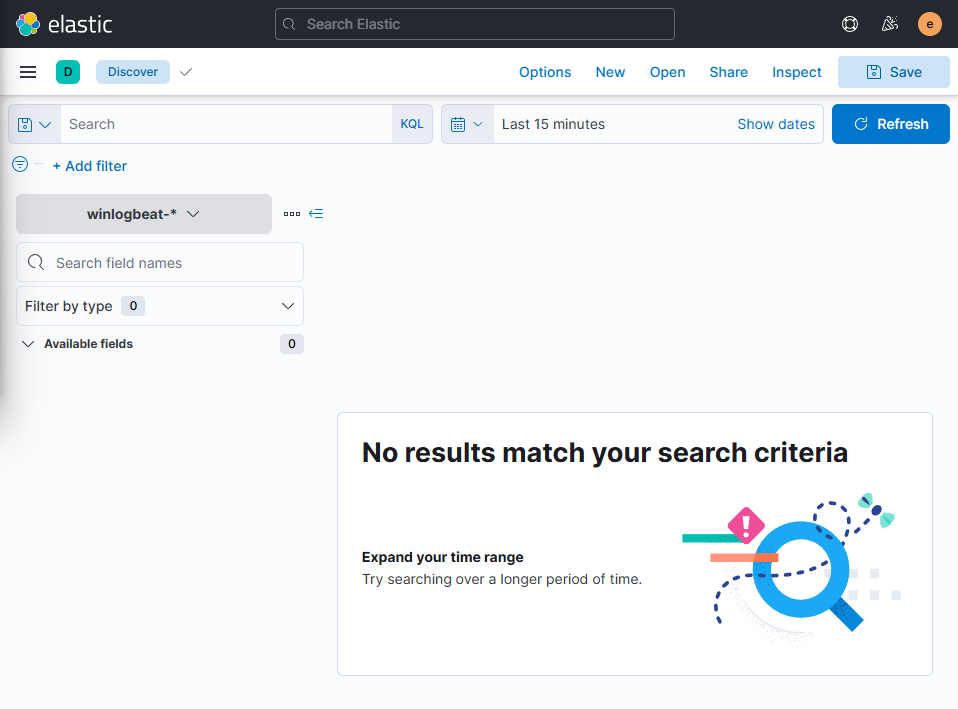 elastic
Search Elastic
e
D
Discover
Options
New
Open
Share
Inspect
Save
Search
KQL
Last 15 minutes
Show dates
Refresh
+ Add filter
winlogbeat-*
Search field names
Filter by type 0
Available fields 0
No results match your search criteria
Expand your time range
Try searching over a longer period of time.